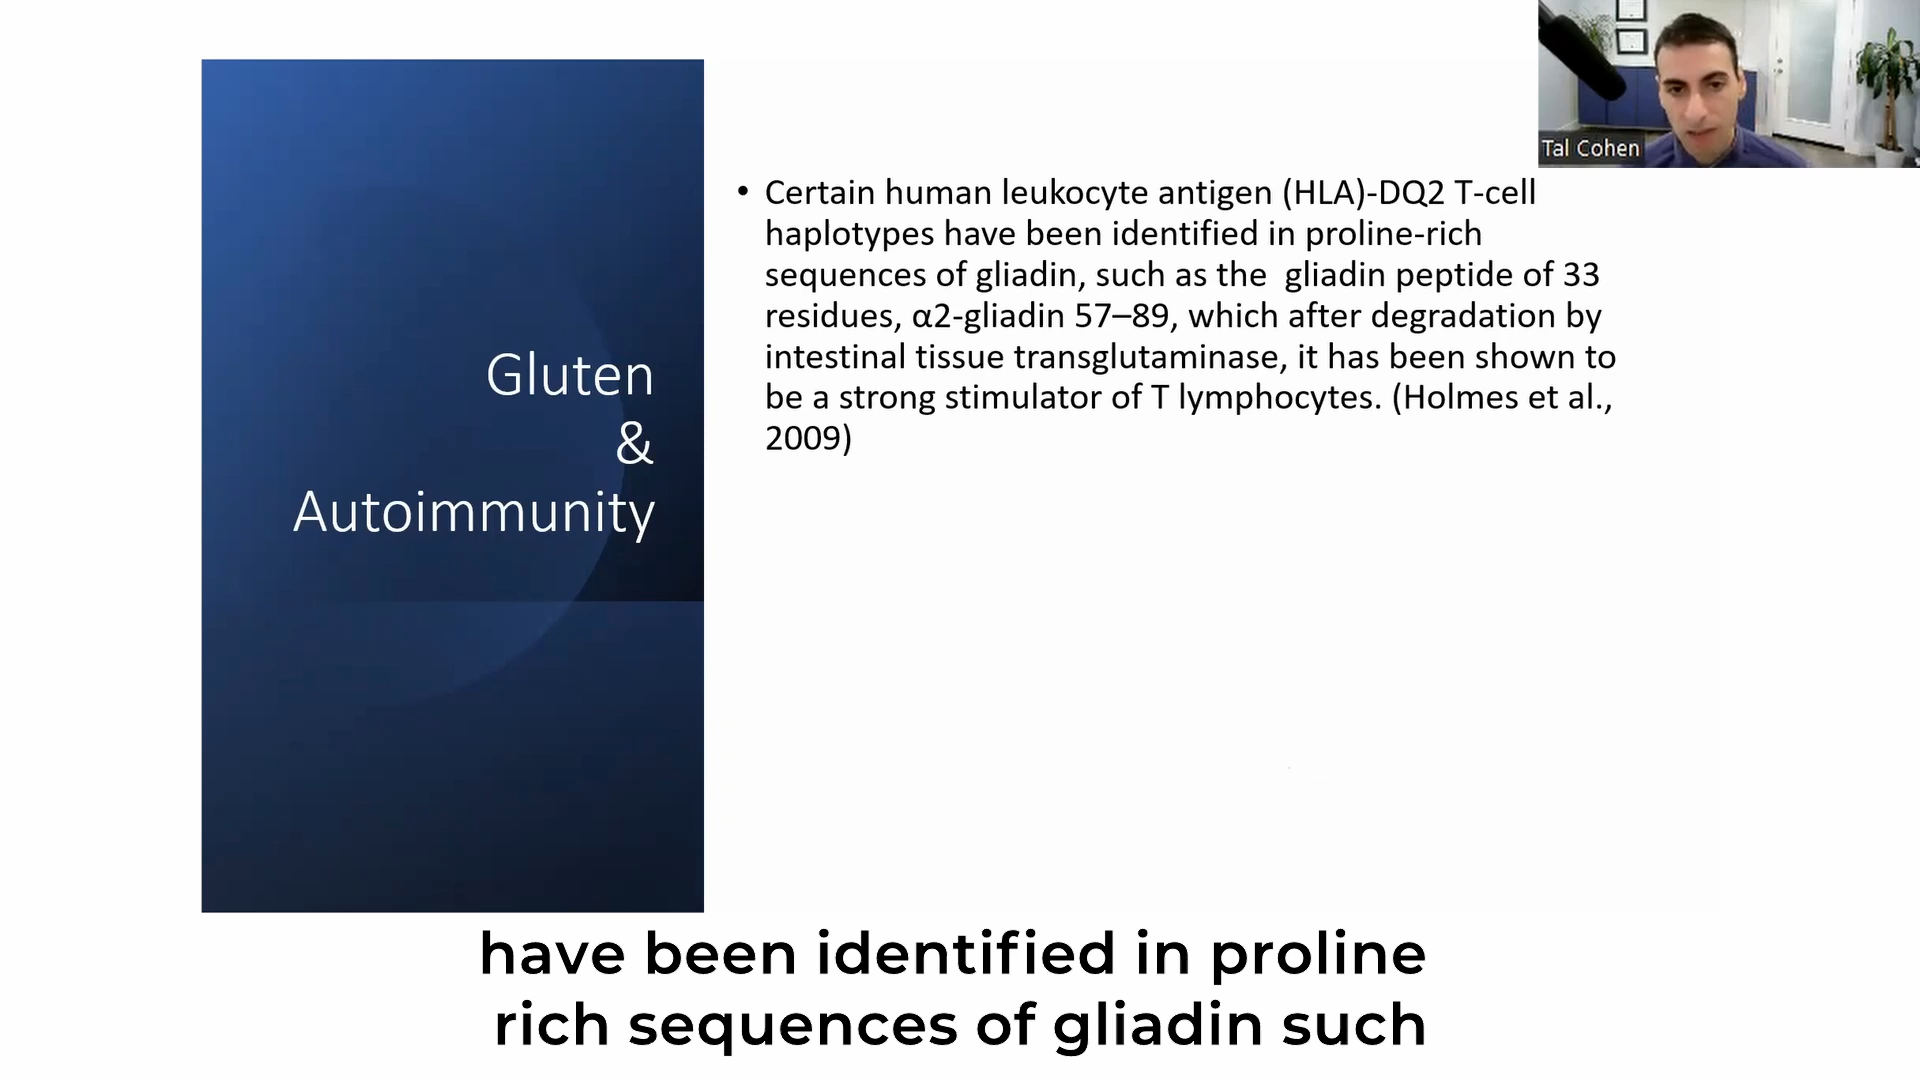 Tal Cohen
Gluten
&
Autoimmunity
• Certain human leukocyte antigen (HLA)-DQ2 T-cell
haplotypes have been identified in proline-rich
sequences of gliadin, such as the  gliadin peptide of 33
residues, α2-gliadin 57–89, which after degradation by
intestinal tissue transglutaminase, it has been shown to
be a strong stimulator of T lymphocytes. (Holmes et al.,
2009)
have been identified in proline
rich sequences of gliadin such